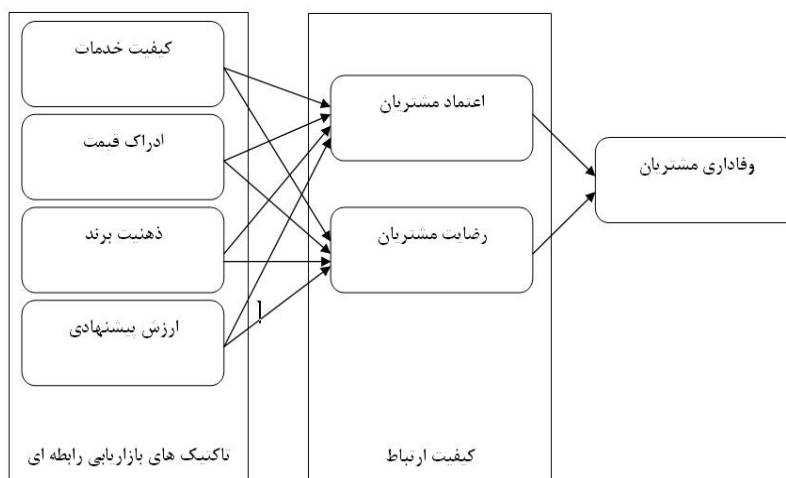 کیفیت خدمات
ادراک قیمت
ذهنیت برند
ارزش پیشنهادی
تاکتیک های بازاریابی رابطه ای
اعتماد مشتریان
رضایت مشتریان
کیفیت ارتباط
وفاداری مشتریان